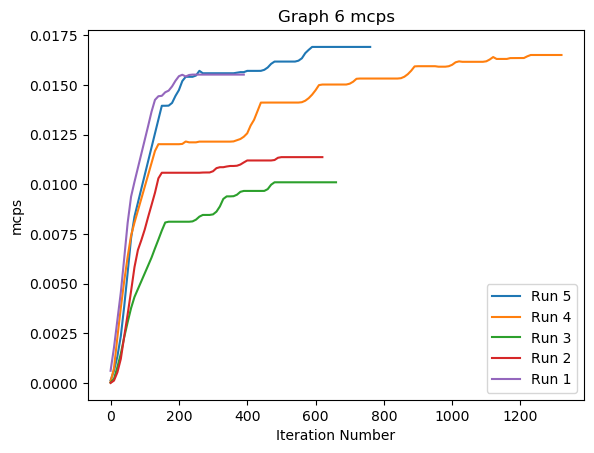 Graph 6 mcps
mcps
0.0175
0.0150
0.0125
0.0100
0.0075
0.0050
0.0025
0.0000
Run 5
Run 4
Run 3
Run 2
Run 1
0 200 400 600 800 1000 1200
Iteration Number